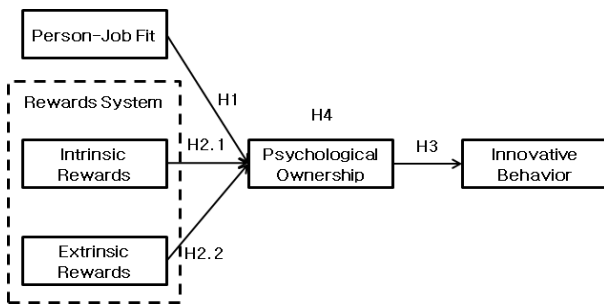 Person-Job Fit
Rewards System
H1
H4
Intrinsic
Rewards
H2.1
Psychological
Ownership
H3
Innovative
Behavior
Extrinsic
Rewards
H2.2